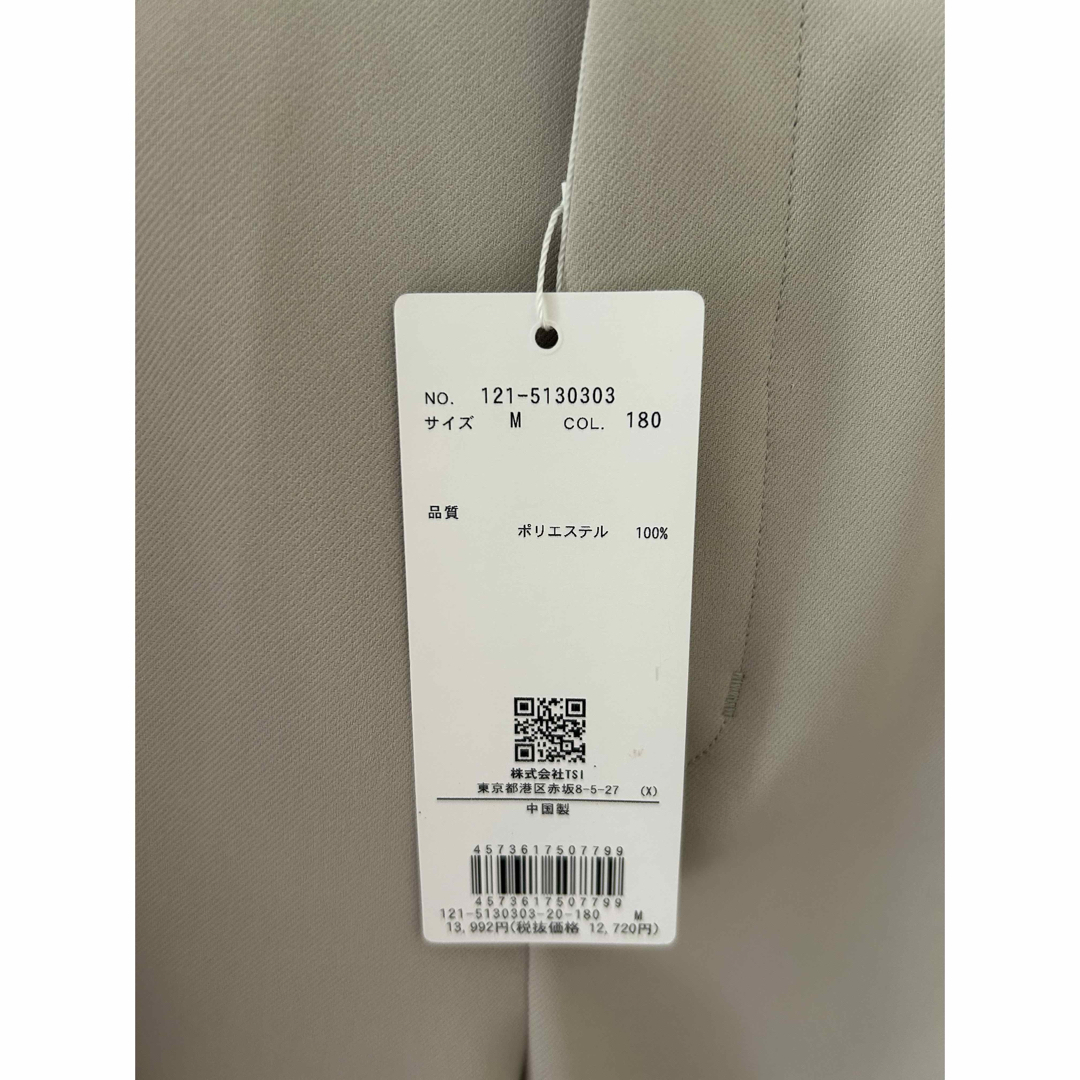 NO. 121-5130303
サイズ M COL. 180
品質
ポリエステル 100%
株式会社TSI
東京都港区赤坂8-5-27 (X)
中国製
4573617507799
4573617507799
121-5130303-20-180 M
13,992円(税抜価格 12,720円)